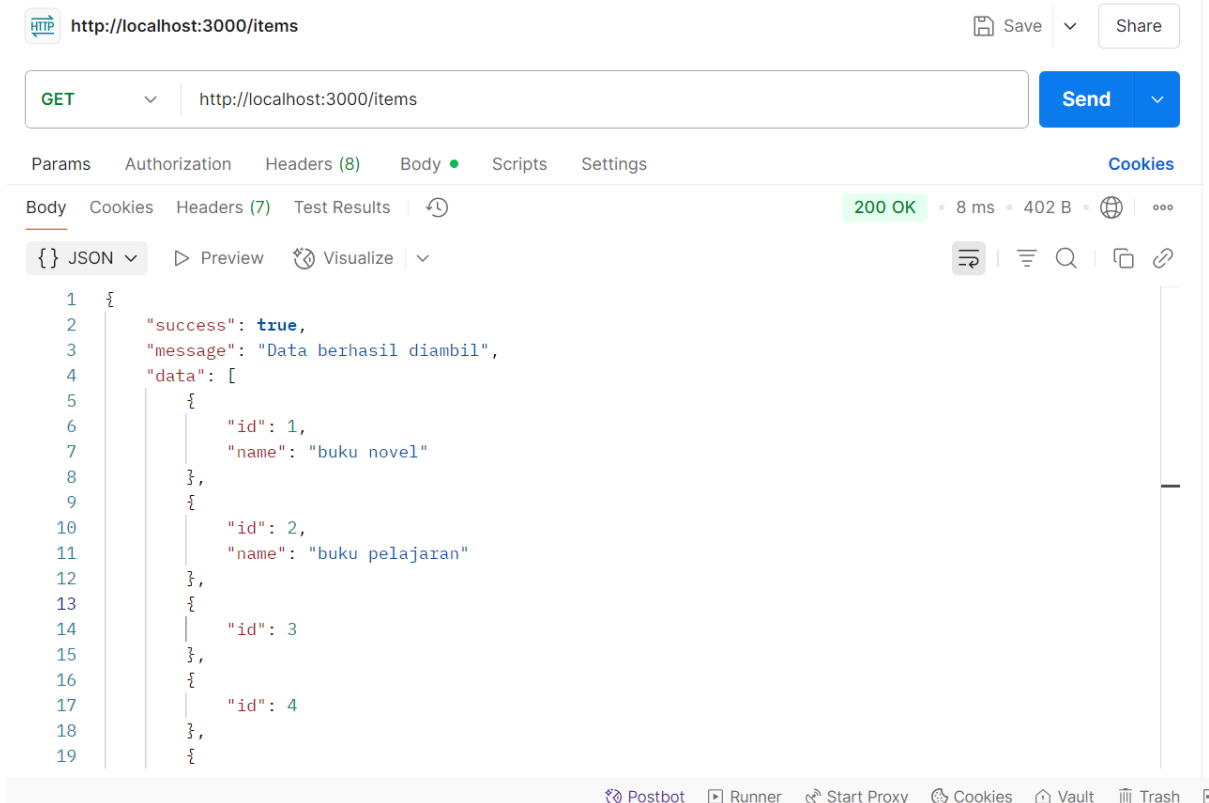 HTTP http://localhost:3000/items Save Share
GET http://localhost:3000/items Send
Params Authorization Headers (8) Body Scripts Settings Cookies
Body Cookies Headers (7) Test Results 200 OK 8 ms 402 B
{} JSON Preview Visualize
1 {
2 "success": true,
3 "message": "Data berhasil diambil",
4 "data": [
5 {
6 "id": 1,
7 "name": "buku novel"
8 },
9 {
10 "id": 2,
11 "name": "buku pelajaran"
12 },
13 {
14 "id": 3
15 },
16 {
17 "id": 4
18 },
19 {
Postbot Runner Start Proxy Cookies Vault Trash